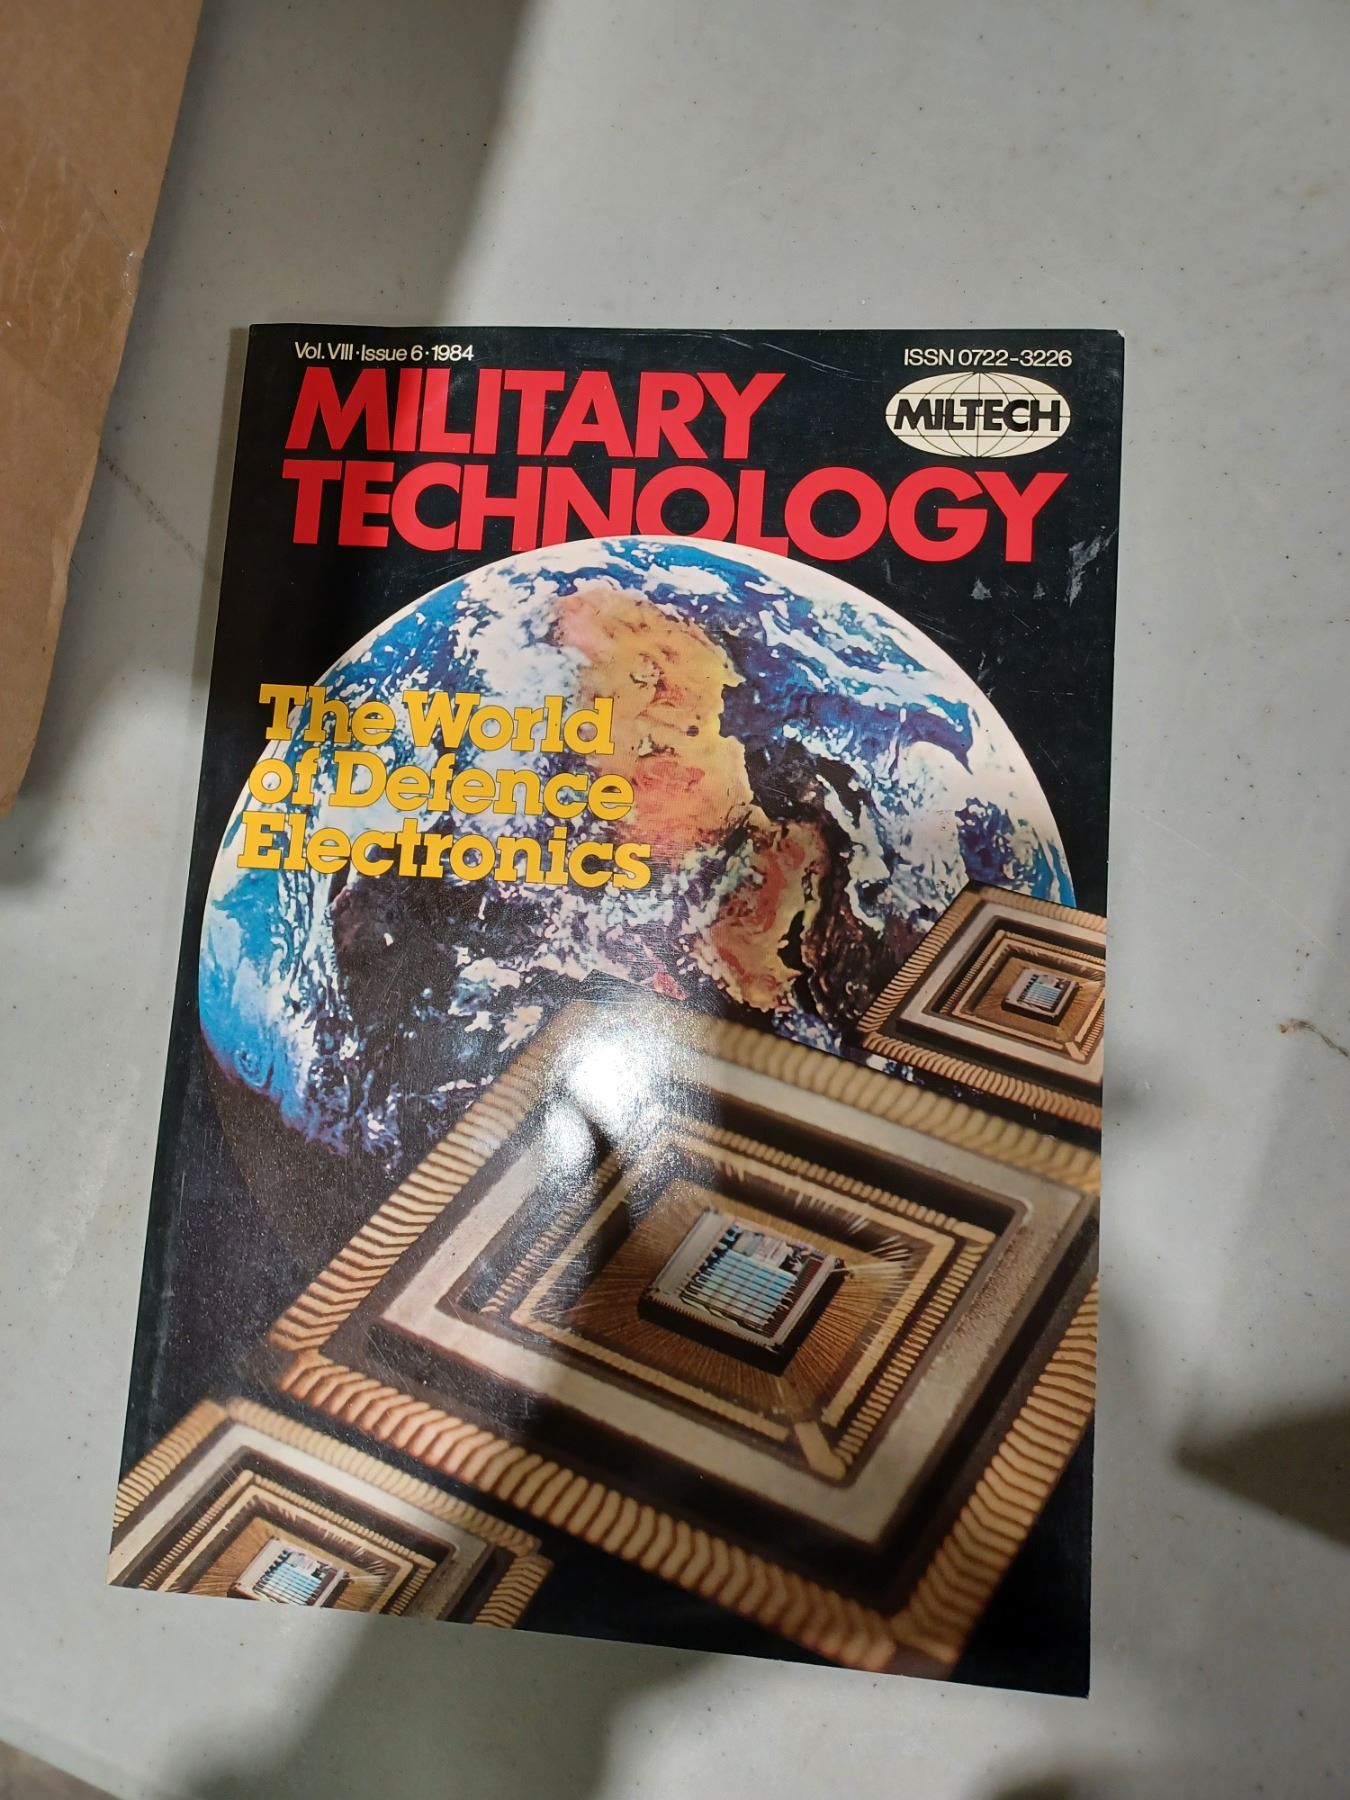 Vol. VIII · Issue 6 · 1984
ISSN 0722-3226
MILITARY
MILTECH
TECHNOLOGY
The World
of Defence
Electronics